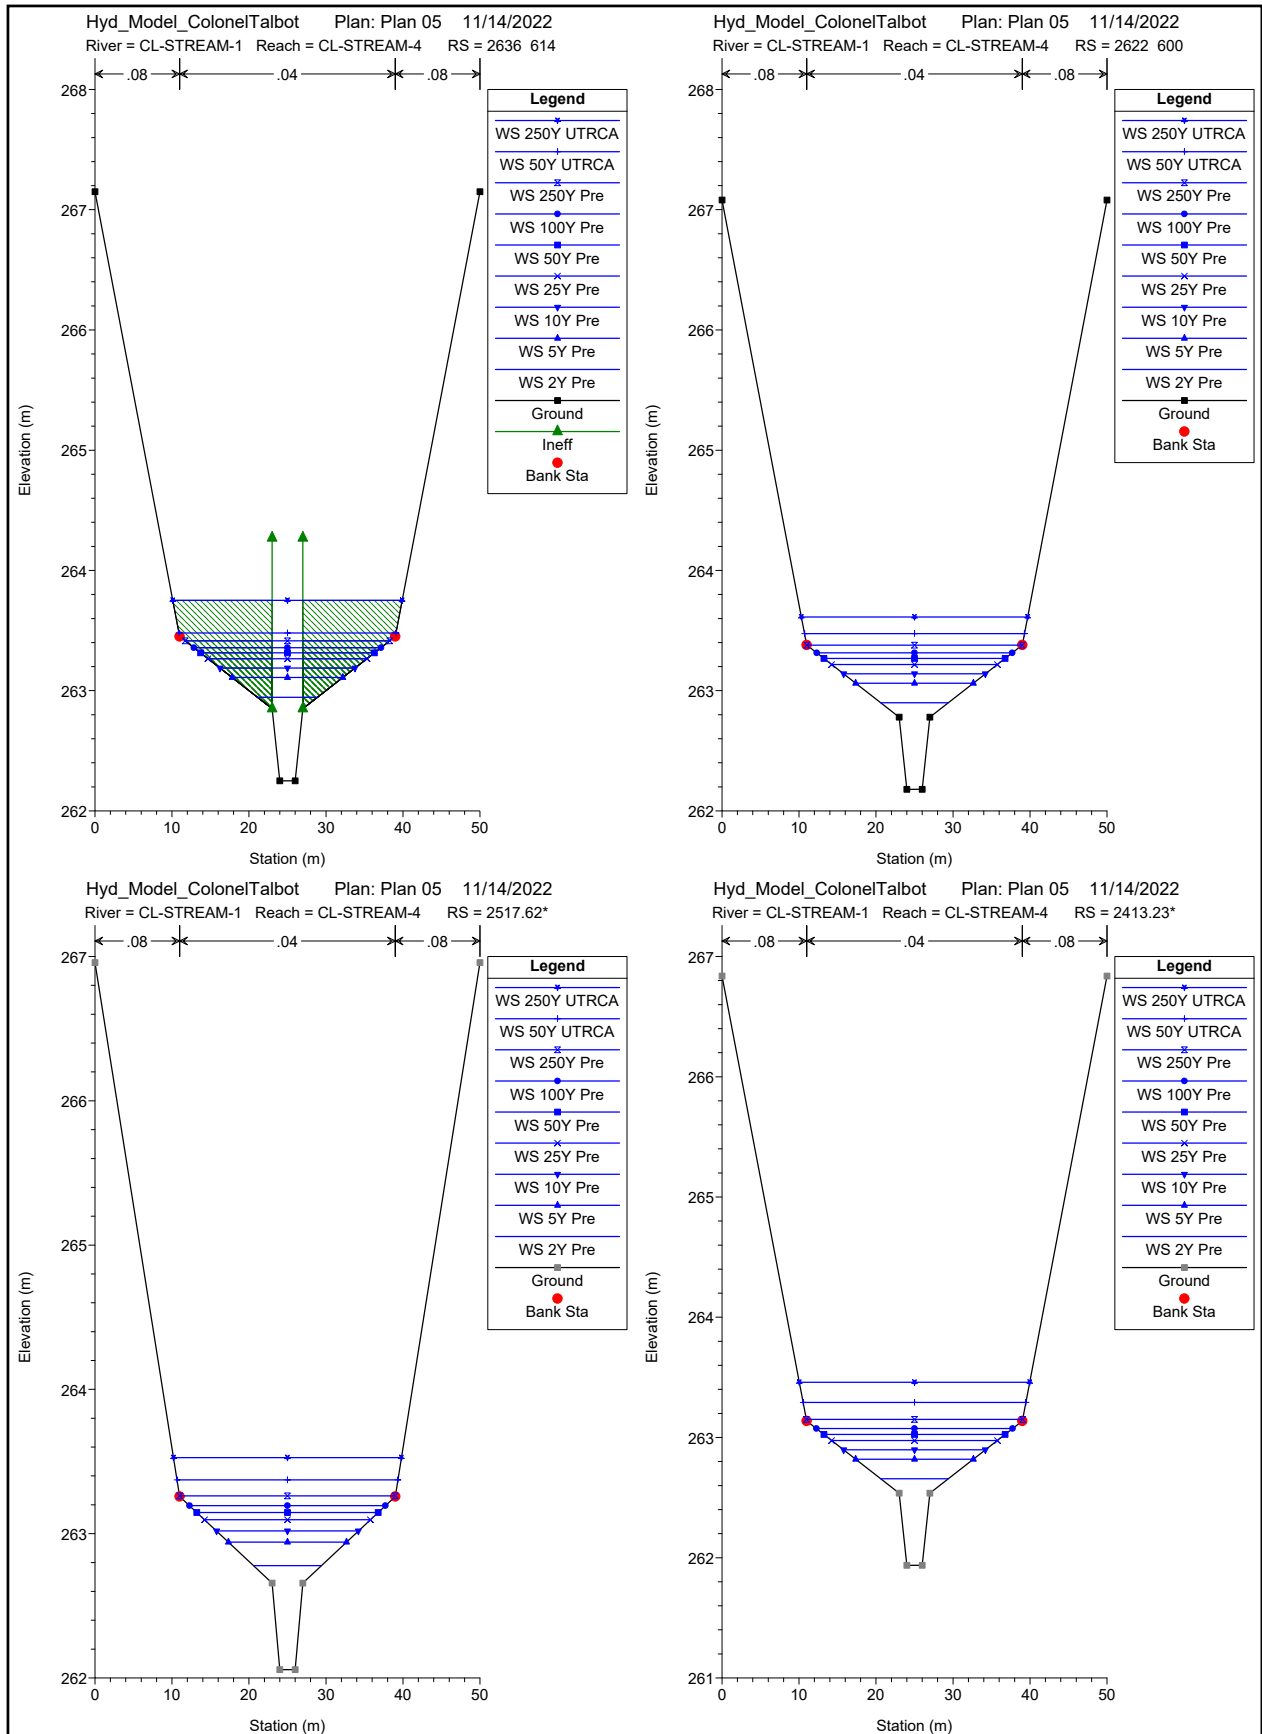 Hyd_Model_ColonelTalbot Plan: Plan 05 11/14/2022
River = CL-STREAM-1 Reach = CL-STREAM-4 RS = 2636 614
.08 .04 .08
268
267
266
265
264
263
262
Elevation (m)
0 10 20 30 40 50
Station (m)
Legend
WS 250Y UTRCA
WS 50Y UTRCA
WS 250Y Pre
WS 100Y Pre
WS 50Y Pre
WS 25Y Pre
WS 10Y Pre
WS 5Y Pre
WS 2Y Pre
Ground
Ineff
Bank Sta
Hyd_Model_ColonelTalbot Plan: Plan 05 11/14/2022
River = CL-STREAM-1 Reach = CL-STREAM-4 RS = 2622 600
.08 .04 .08
268
267
266
265
264
263
262
Elevation (m)
0 10 20 30 40 50
Station (m)
Legend
WS 250Y UTRCA
WS 50Y UTRCA
WS 250Y Pre
WS 100Y Pre
WS 50Y Pre
WS 25Y Pre
WS 10Y Pre
WS 5Y Pre
WS 2Y Pre
Ground
Bank Sta
Hyd_Model_ColonelTalbot Plan: Plan 05 11/14/2022
River = CL-STREAM-1 Reach = CL-STREAM-4 RS = 2517.62*
.08 .04 .08
267
266
265
264
263
262
Elevation (m)
0 10 20 30 40 50
Station (m)
Legend
WS 250Y UTRCA
WS 50Y UTRCA
WS 250Y Pre
WS 100Y Pre
WS 50Y Pre
WS 25Y Pre
WS 10Y Pre
WS 5Y Pre
WS 2Y Pre
Ground
Bank Sta
Hyd_Model_ColonelTalbot Plan: Plan 05 11/14/2022
River = CL-STREAM-1 Reach = CL-STREAM-4 RS = 2413.23*
.08 .04 .08
267
266
265
264
263
262
261
Elevation (m)
0 10 20 30 40 50
Station (m)
Legend
WS 250Y UTRCA
WS 50Y UTRCA
WS 250Y Pre
WS 100Y Pre
WS 50Y Pre
WS 25Y Pre
WS 10Y Pre
WS 5Y Pre
WS 2Y Pre
Ground
Bank Sta